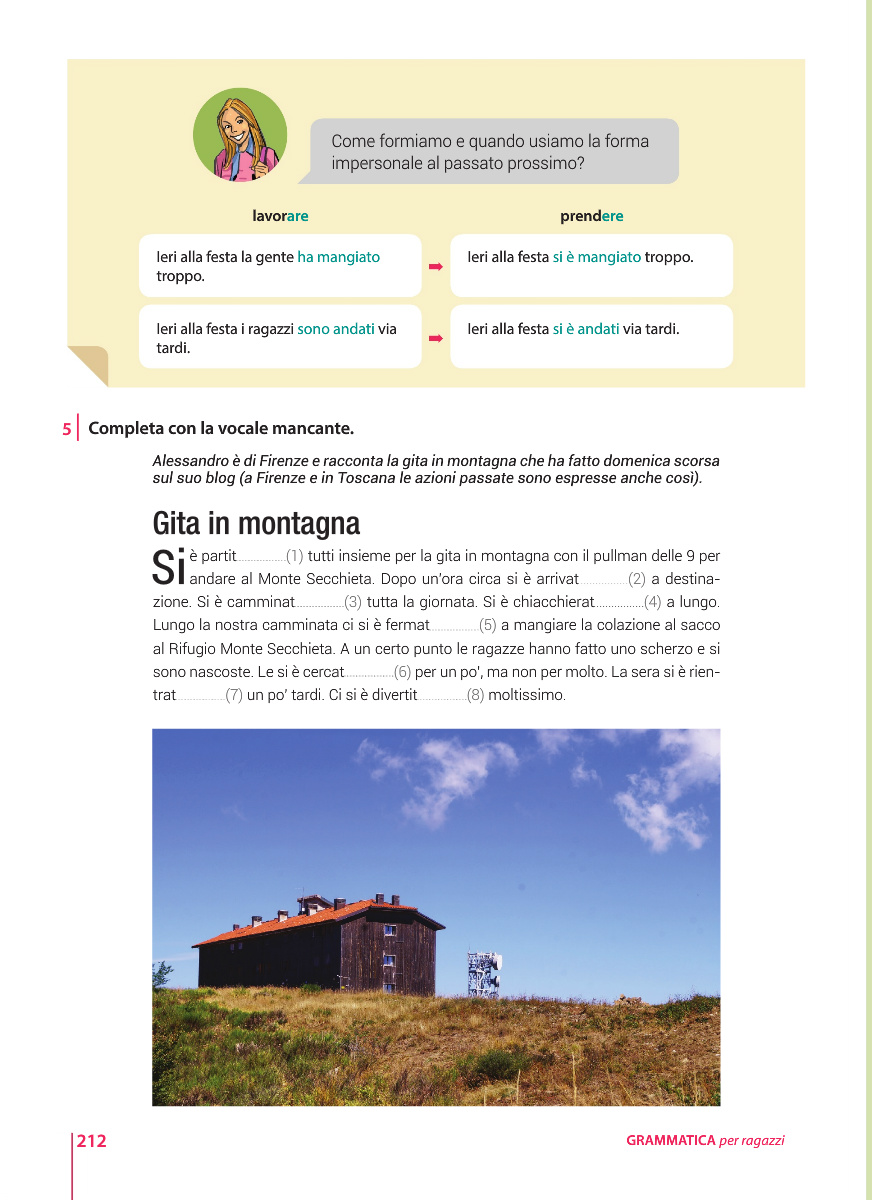 Come formiamo e quando usiamo la forma
impersonale al passato prossimo?
lavorare
prendere
Ieri alla festa la gente ha mangiato
troppo.
Ieri alla festa si è mangiato troppo.
Ieri alla festa i ragazzi sono andati via
tardi.
Ieri alla festa si è andati via tardi.
5 Completa con la vocale mancante.
Alessandro è di Firenze e racconta la gita in montagna che ha fatto domenica scorsa
sul suo blog (a Firenze e in Toscana le azioni passate sono espresse anche così).
Gita in montagna
Si è partit................(1) tutti insieme per la gita in montagna con il pullman delle 9 per
andare al Monte Secchieta. Dopo un'ora circa si è arrivat................(2) a destina-
zione. Si è camminat................(3) tutta la giornata. Si è chiacchierat................(4) a lungo.
Lungo la nostra camminata ci si è fermat................(5) a mangiare la colazione al sacco
al Rifugio Monte Secchieta. A un certo punto le ragazze hanno fatto uno scherzo e si
sono nascoste. Le si è cercat................(6) per un po', ma non per molto. La sera si è rien-
trat................(7) un po' tardi. Ci si è divertit................(8) moltissimo.
212
GRAMMATICA per ragazzi